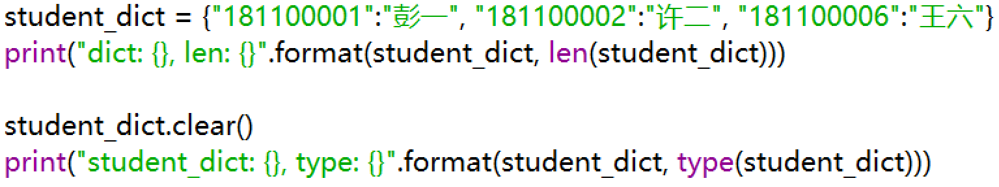 student_dict = {"181100001":"彭一", "181100002":"许二", "181100006":"王六"}
print("dict: {}, len: {}".format(student_dict, len(student_dict)))
student_dict.clear()
print("student_dict: {}, type: {}".format(student_dict, type(student_dict)))